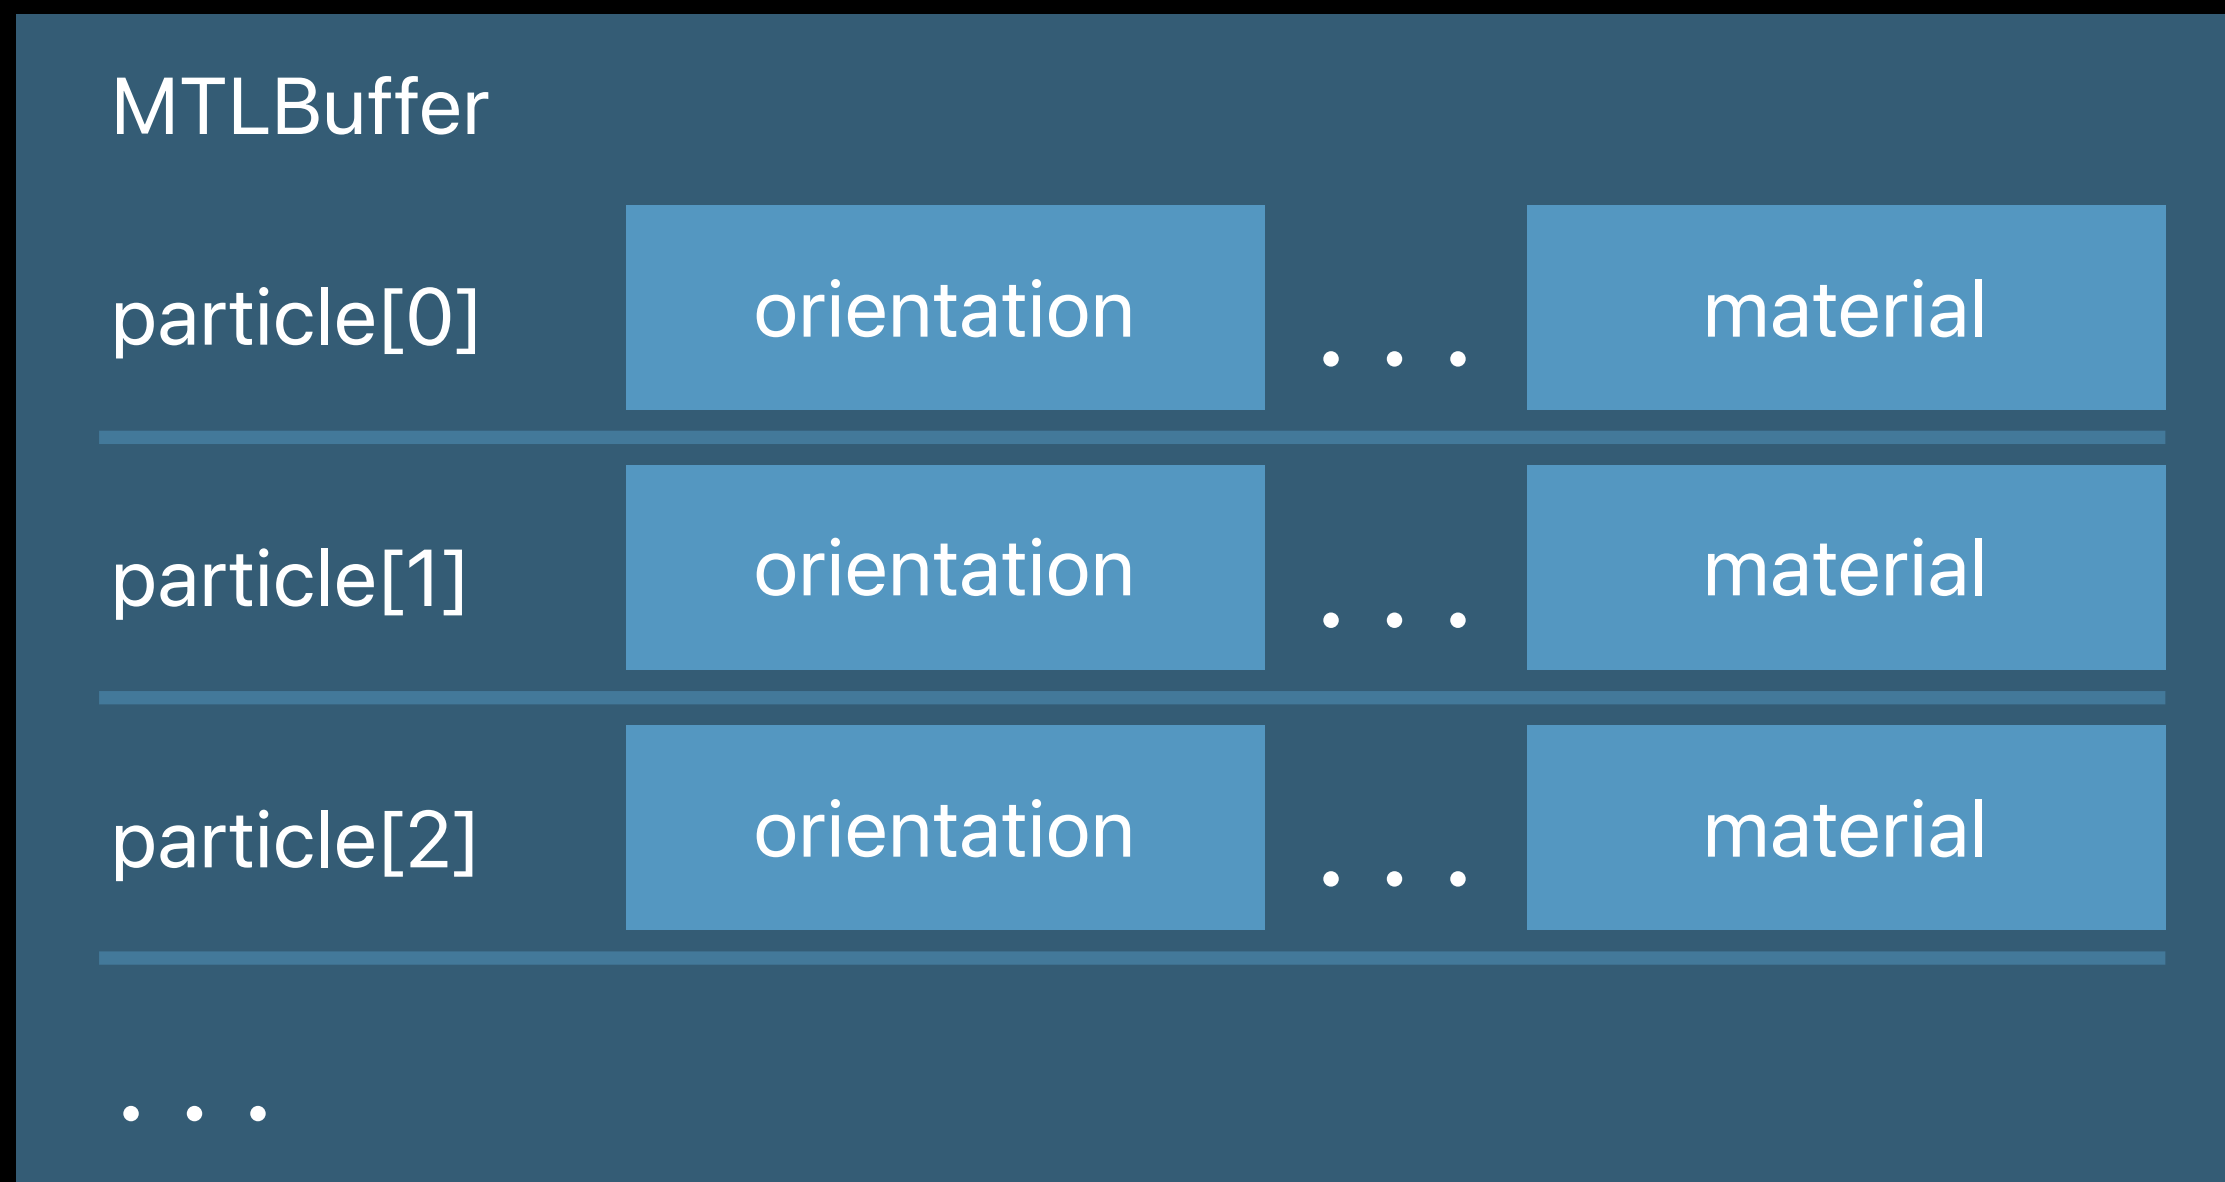 MTLBuffer
particle[0] orientation . . . material
particle[1] orientation . . . material
particle[2] orientation . . . material
. . .